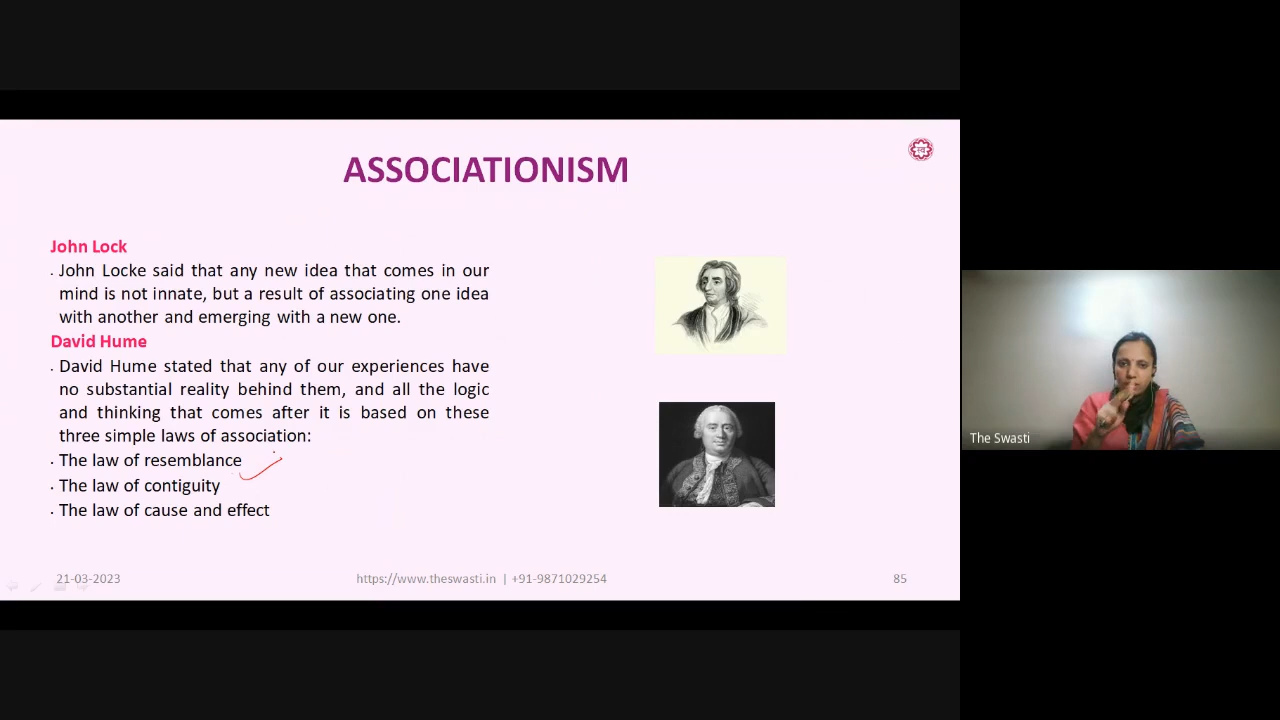 ASSOCIATIONISM
John Lock
· John Locke said that any new idea that comes in our
mind is not innate, but a result of associating one idea
with another and emerging with a new one.
David Hume
· David Hume stated that any of our experiences have
no substantial reality behind them, and all the logic
and thinking that comes after it is based on these
three simple laws of association:
· The law of resemblance
· The law of contiguity
· The law of cause and effect
21-03-2023
https://www.theswasti.in | +91-9871029254
85
The Swasti